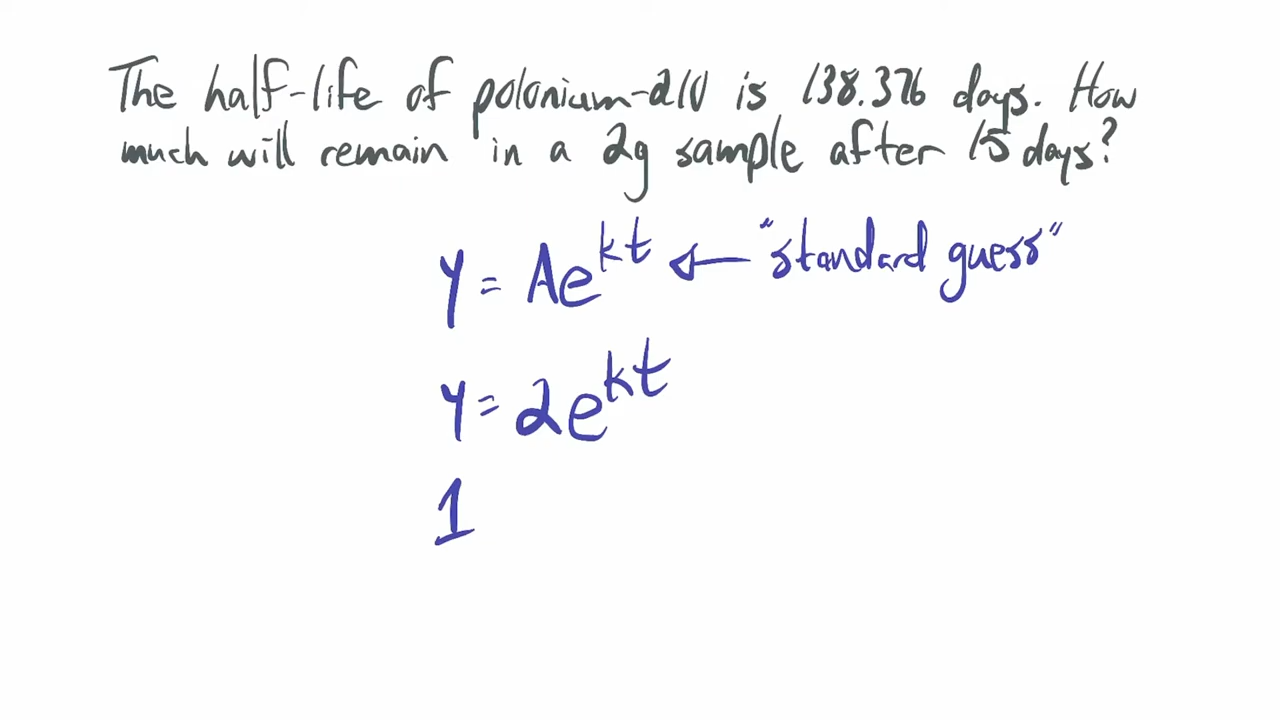 The half-life of polonium-210 is 138.376 days. How
much will remain in a 2g sample after 15 days?
y = Ae^{kt} ← "standard guess"
y = 2e^{kt}
1